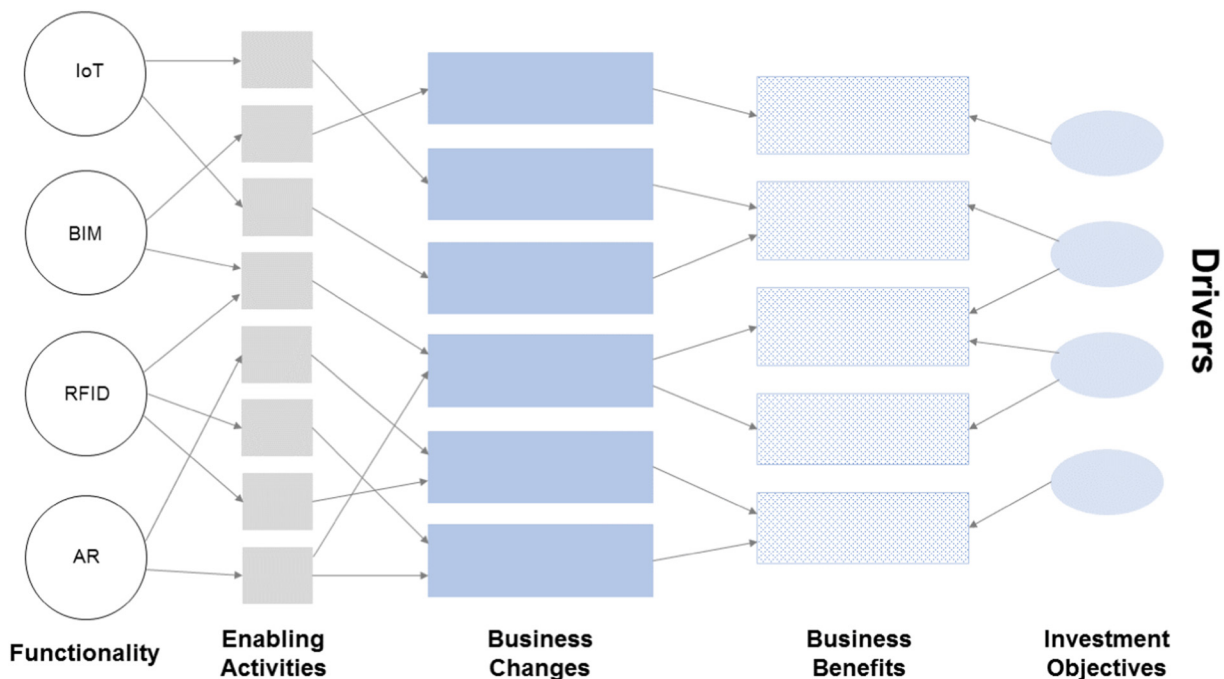 IoT
BIM
RFID
AR
Drivers
Functionality
Enabling
Activities
Business
Changes
Business
Benefits
Investment
Objectives